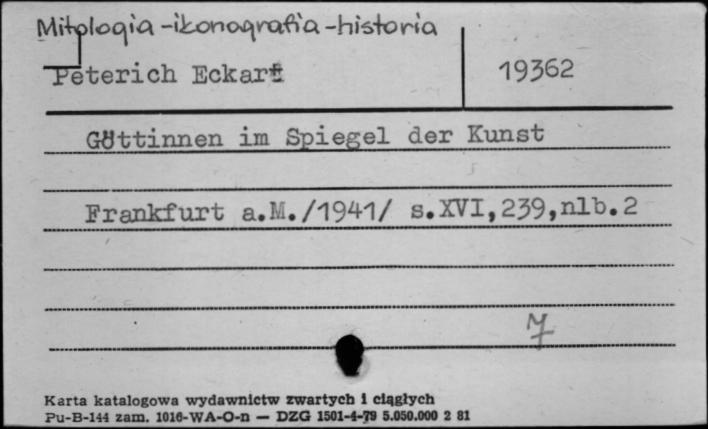 Mitologia - ikonografia - historia
Peterich Eckart
19362
Göttinnen im Spiegel der Kunst
Frankfurt a.M./1941/ s.XVI,239,nlb.2
7
Karta katalogowa wydawnictw zwartych i ciągłych
Pu-B-144 zam. 1016-WA-O-n — DZG 1501-4-79 5.050.000 2 81